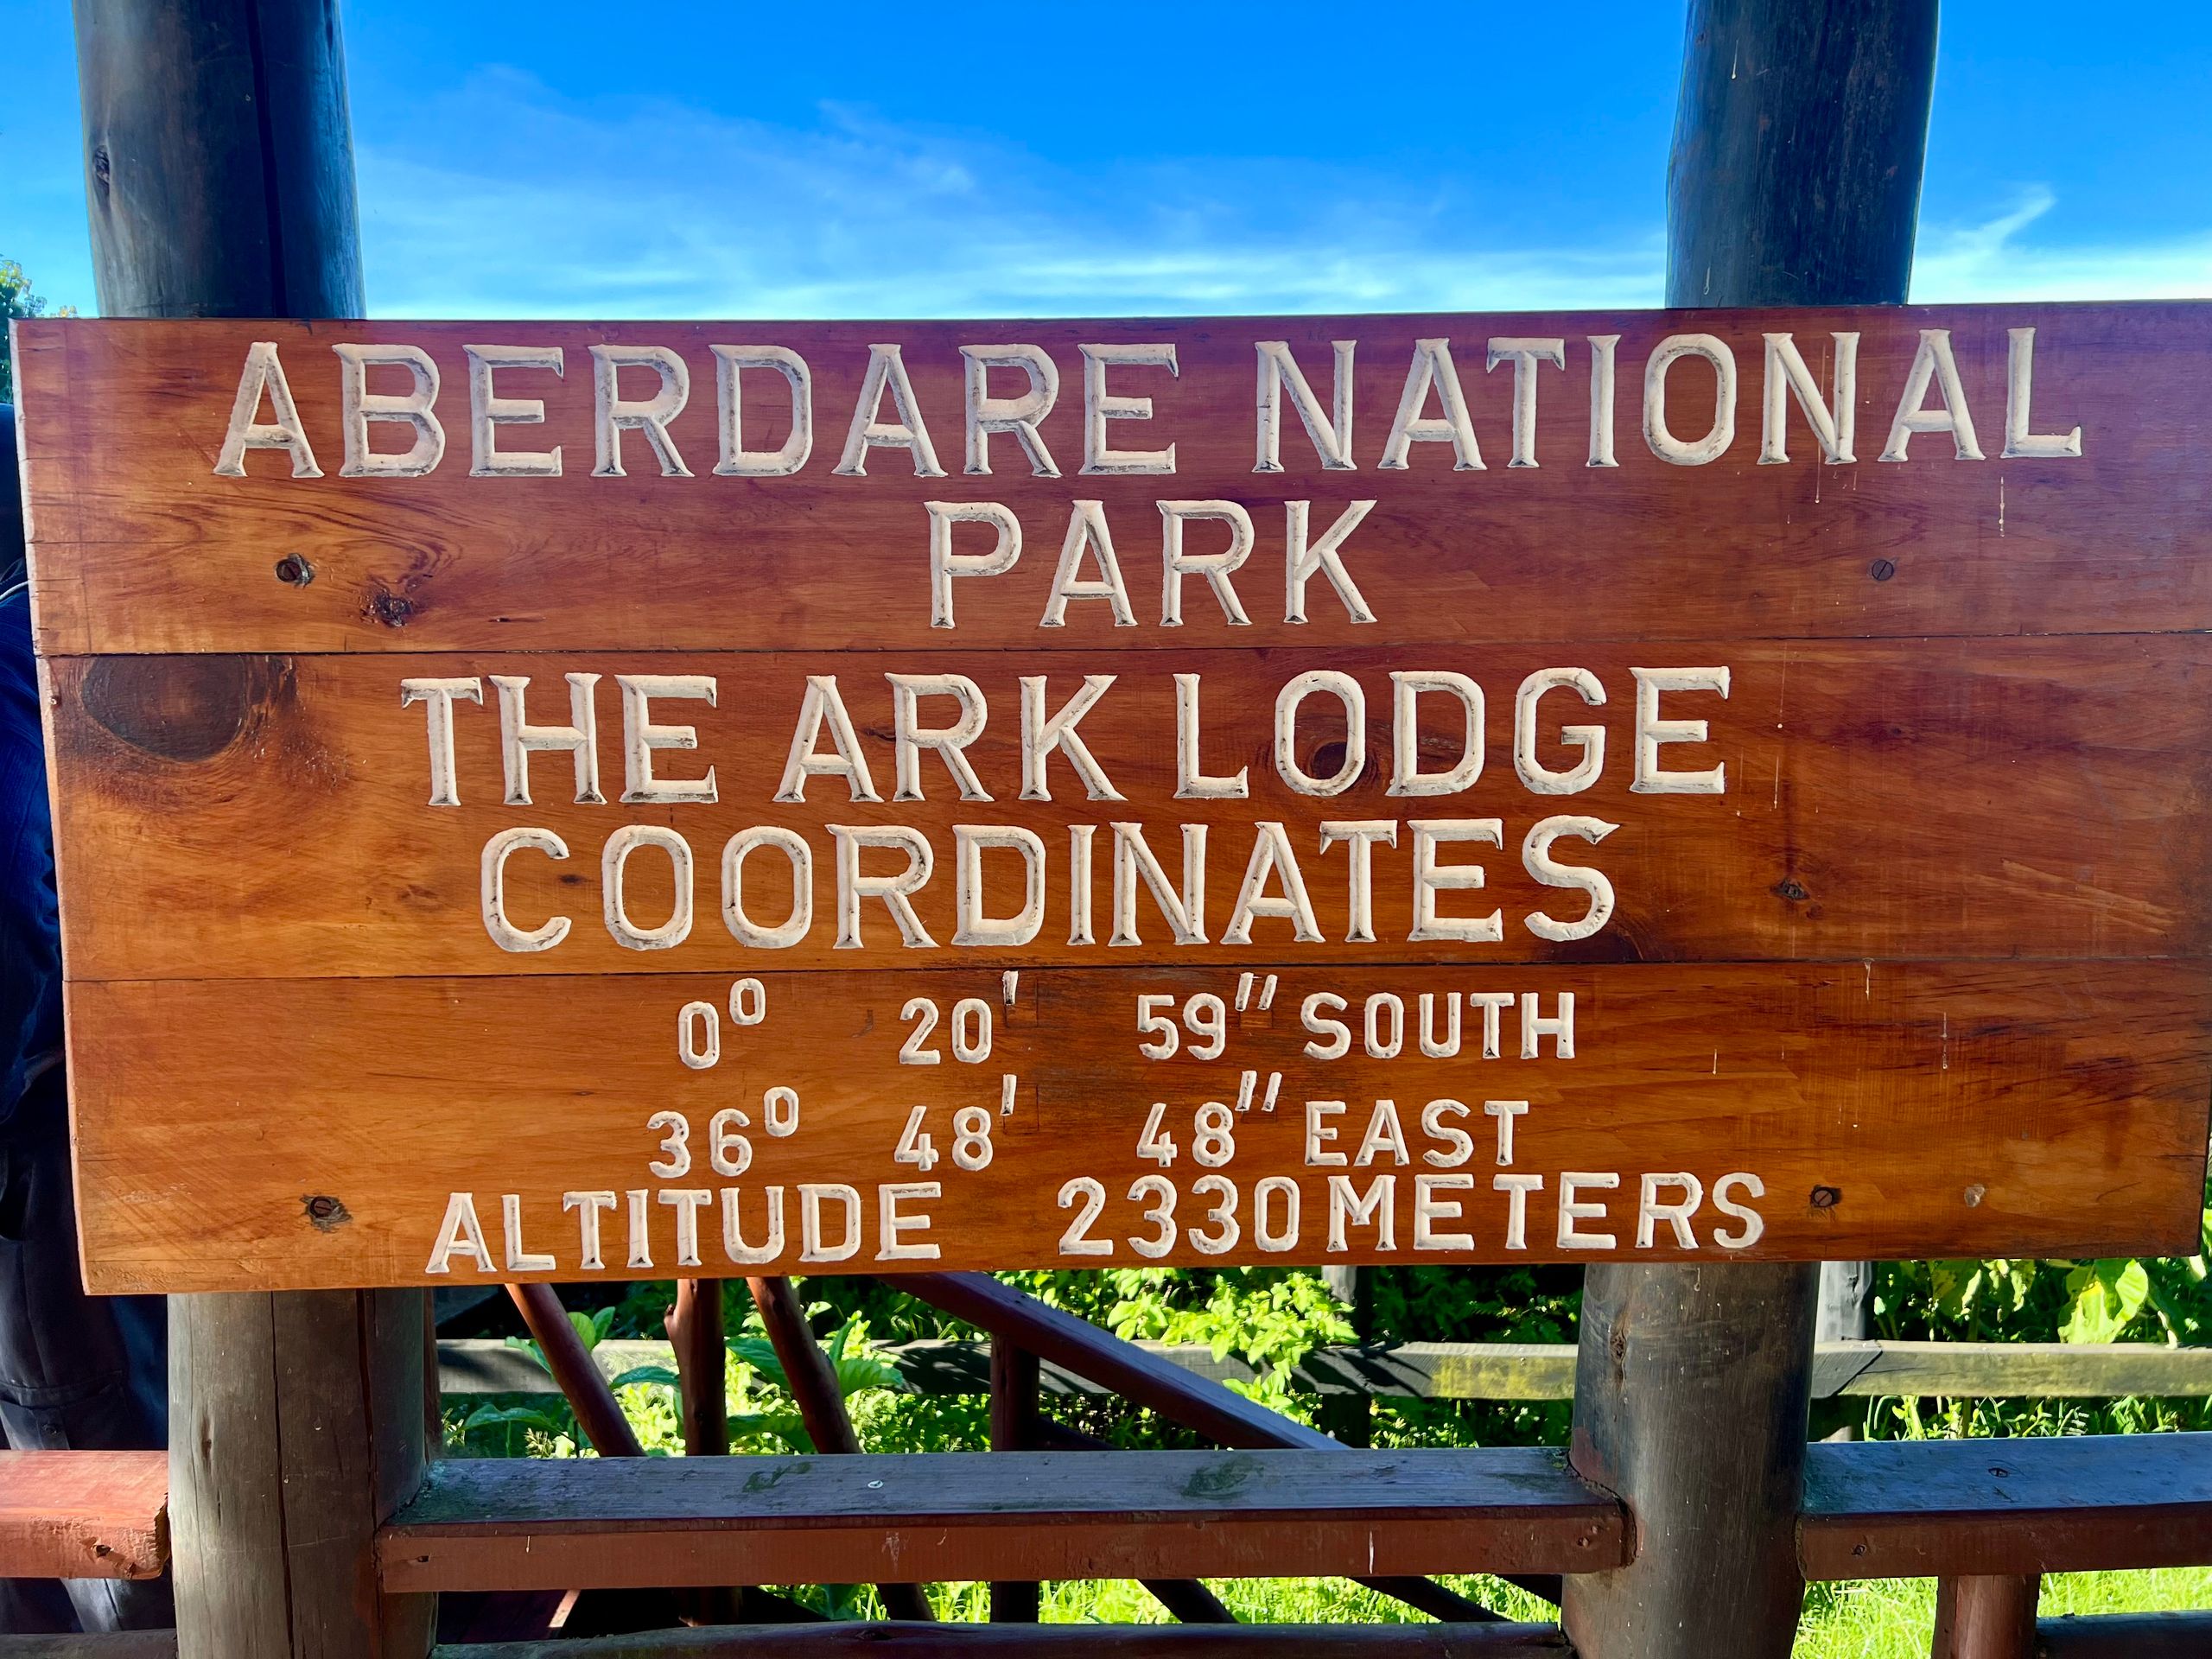 ABERDARE NATIONAL
PARK
THE ARK LODGE
COORDINATES
0° 20' 59" SOUTH
36° 48' 48" EAST
ALTITUDE 2330 METERS